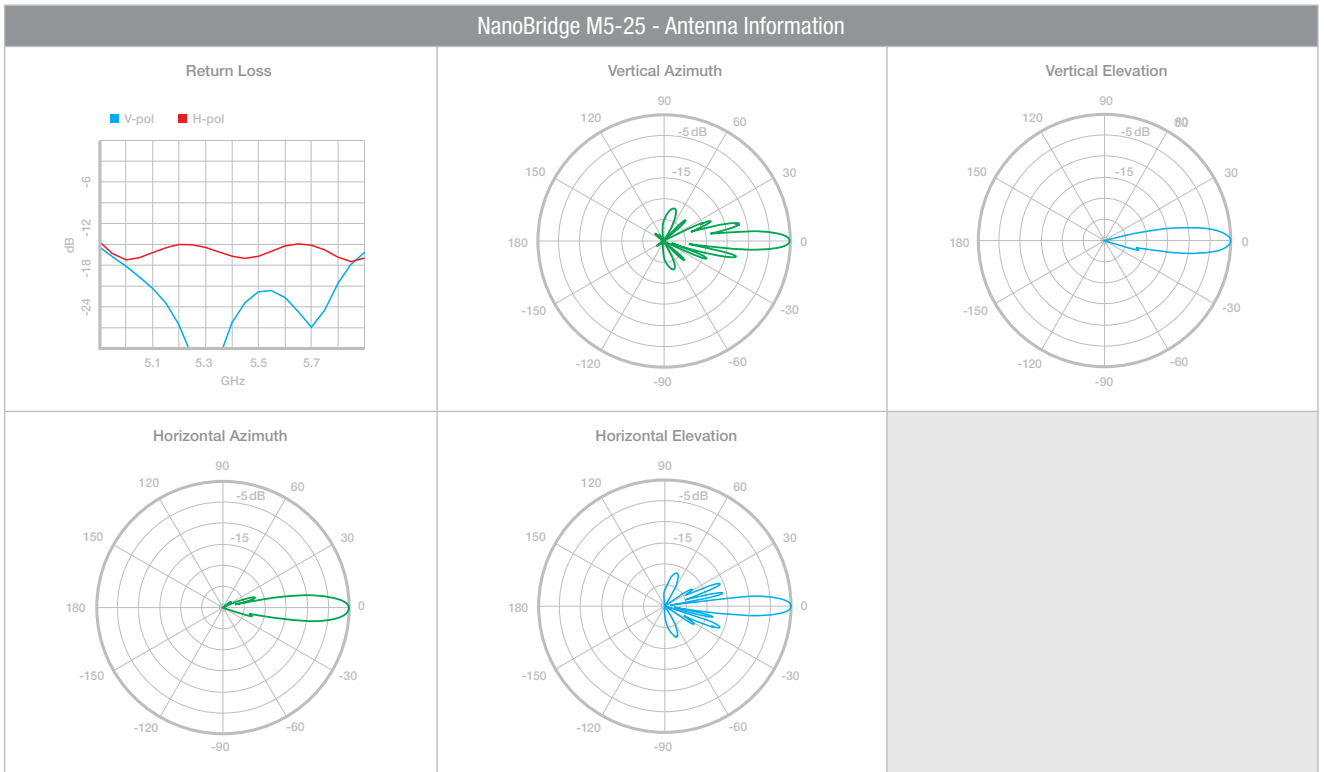 NanoBridge M5-25 - Antenna Information
Return Loss
V-pol H-pol
-6
-12
-18
-24
dB
5.1 5.3 5.5 5.7
GHz
Vertical Azimuth
90
120 60
-5 dB
150 -15 30
180 0
-150 -30
-120 -60
-90
Vertical Elevation
90
120
-5 dB
150 -15 30
180 0
-150 -30
-120 -60
-90
Horizontal Azimuth
90
120 60
-5 dB
150 -15 30
180 0
-150 -30
-120 -60
-90
Horizontal Elevation
90
120 60
-5 dB
150 -15 30
180 0
-150 -30
-120 -60
-90